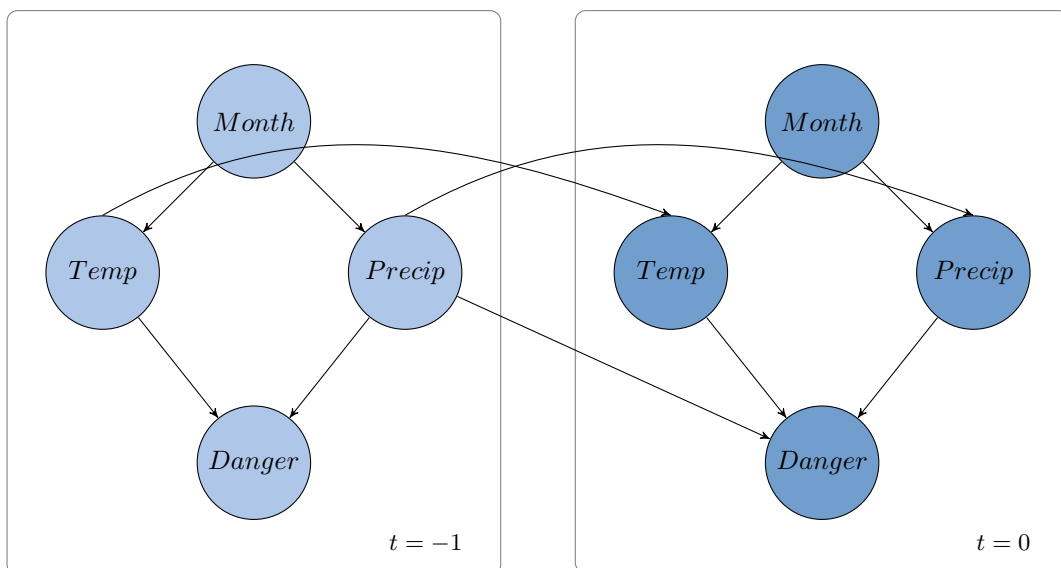 Month
Month
Temp
Precip
Temp
Precip
Danger
Danger
t = −1
t = 0